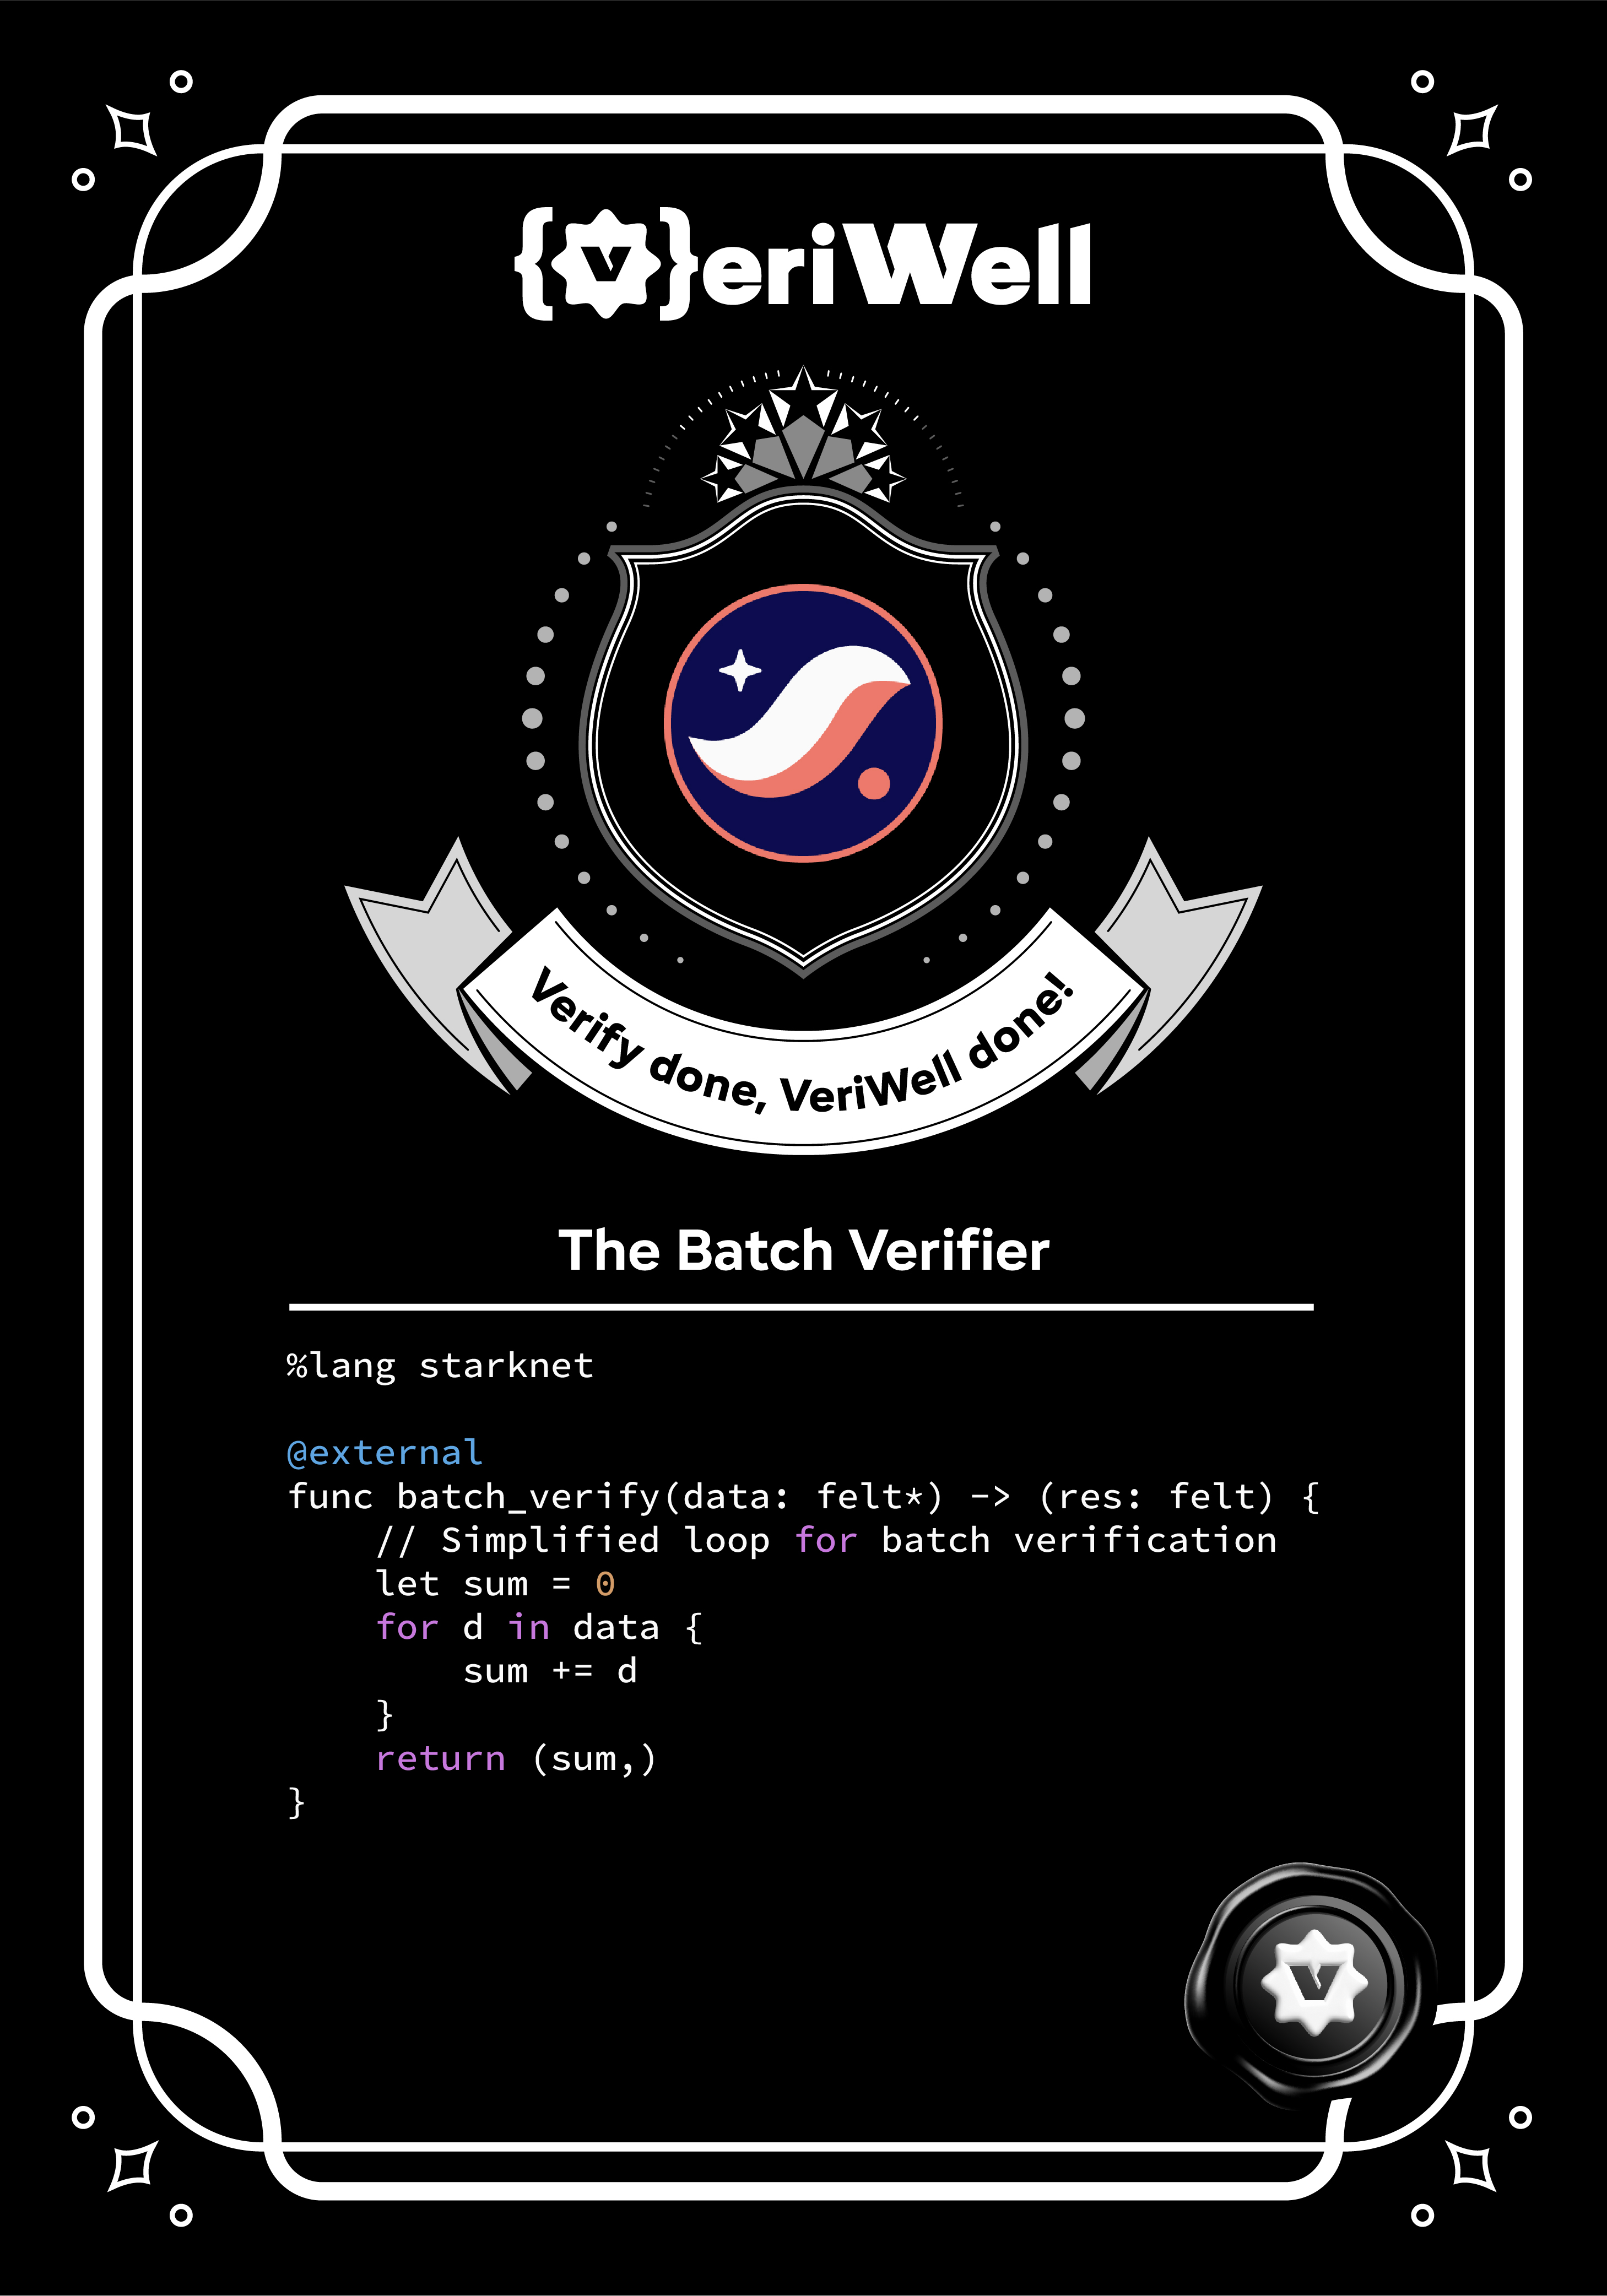 {V}eriWell
Verify done, VeriWell done!
The Batch Verifier
%lang starknet
@external
func batch_verify(data: felt*) -> (res: felt) {
    // Simplified loop for batch verification
    let sum = 0
    for d in data {
        sum += d
    }
    return (sum,)
}
V